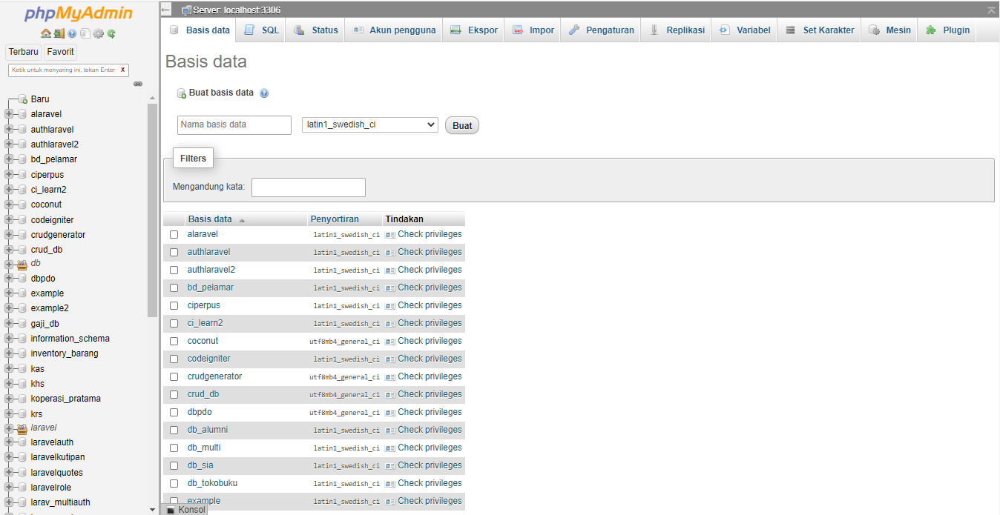 phpMyAdmin
Terbaru Favorit
Ketik untuk menyaring ini, tekan Enter X
Baru
alaravel
authlaravel
authlaravel2
bd_pelamar
ciperpus
ci_learn2
coconut
codeigniter
crudgenerator
crud_db
db
dbpdo
example
example2
gaji_db
information_schema
inventory_barang
kas
khs
koperasi_pratama
krs
laravel
laravelauth
laravelkutipan
laravelquotes
laravelrole
larav_multiauth
Server: localhost:3306
Basis data SQL Status Akun pengguna Ekspor Impor Pengaturan Replikasi Variabel Set Karakter Mesin Plugin
Basis data
Buat basis data
Nama basis data latin1_swedish_ci Buat
Filters
Mengandung kata:
Basis data Penyortiran Tindakan
alaravel latin1_swedish_ci Check privileges
authlaravel latin1_swedish_ci Check privileges
authlaravel2 latin1_swedish_ci Check privileges
bd_pelamar latin1_swedish_ci Check privileges
ciperpus latin1_swedish_ci Check privileges
ci_learn2 latin1_swedish_ci Check privileges
coconut utf8mb4_general_ci Check privileges
codeigniter latin1_swedish_ci Check privileges
crudgenerator utf8mb4_general_ci Check privileges
crud_db utf8mb4_general_ci Check privileges
dbpdo utf8mb4_general_ci Check privileges
db_alumni latin1_swedish_ci Check privileges
db_multi latin1_swedish_ci Check privileges
db_sia latin1_swedish_ci Check privileges
db_tokobuku latin1_swedish_ci Check privileges
example latin1_swedish_ci Check privileges
Konsol